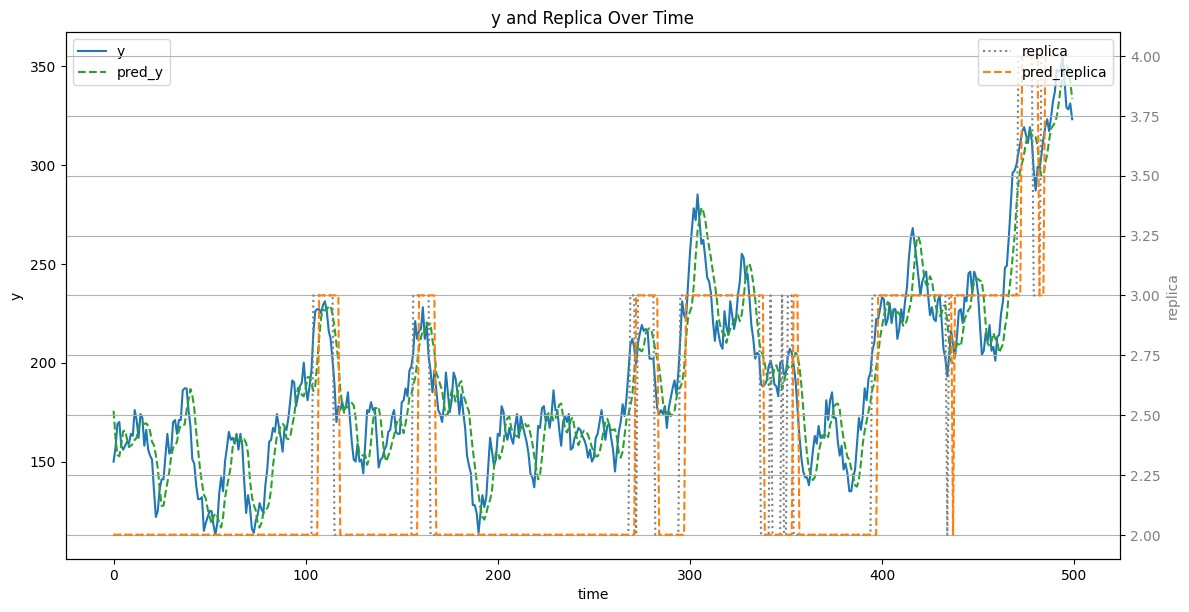 y and Replica Over Time
y
pred_y
replica
pred_replica
350
300
250
200
150
y
4.00
3.75
3.50
3.25
3.00
2.75
2.50
2.25
2.00
replica
0
100
200
300
400
500
time